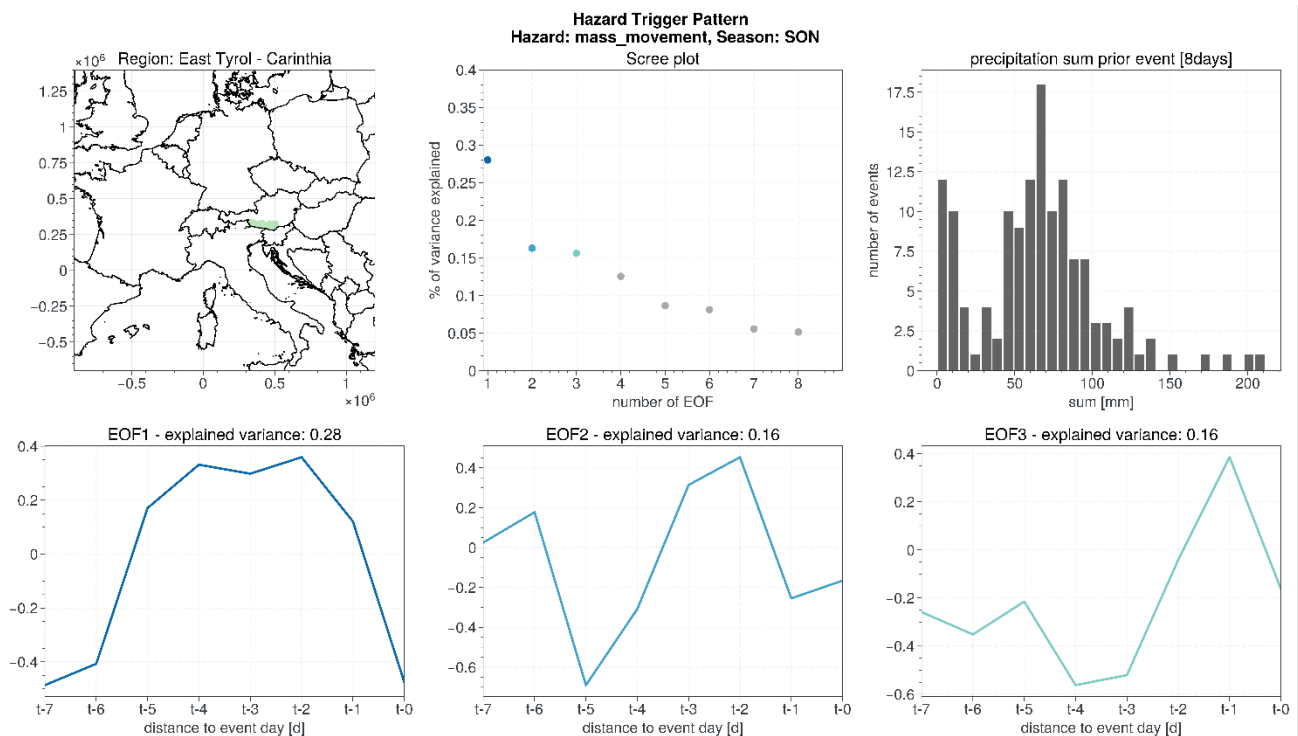 Hazard Trigger Pattern
Hazard: mass_movement, Season: SON
×10⁶ Region: East Tyrol - Carinthia
1.25
1
0.75
0.5
0.25
0
−0.25
−0.5
−0.5 0 0.5 1
×10⁶
Scree plot
% of variance explained
0.4
0.35
0.3
0.25
0.2
0.15
0.1
0.05
0
1 2 3 4 5 6 7 8
number of EOF
precipitation sum prior event [8days]
number of events
17.5
15
12.5
10
7.5
5
2.5
0
0 50 100 150 200
sum [mm]
EOF1 - explained variance: 0.28
0.4
0.2
0
−0.2
−0.4
t-7 t-6 t-5 t-4 t-3 t-2 t-1 t-0
distance to event day [d]
EOF2 - explained variance: 0.16
0.4
0.2
0
−0.2
−0.4
−0.6
t-7 t-6 t-5 t-4 t-3 t-2 t-1 t-0
distance to event day [d]
EOF3 - explained variance: 0.16
0.4
0.2
0
−0.2
−0.4
−0.6
t-7 t-6 t-5 t-4 t-3 t-2 t-1 t-0
distance to event day [d]